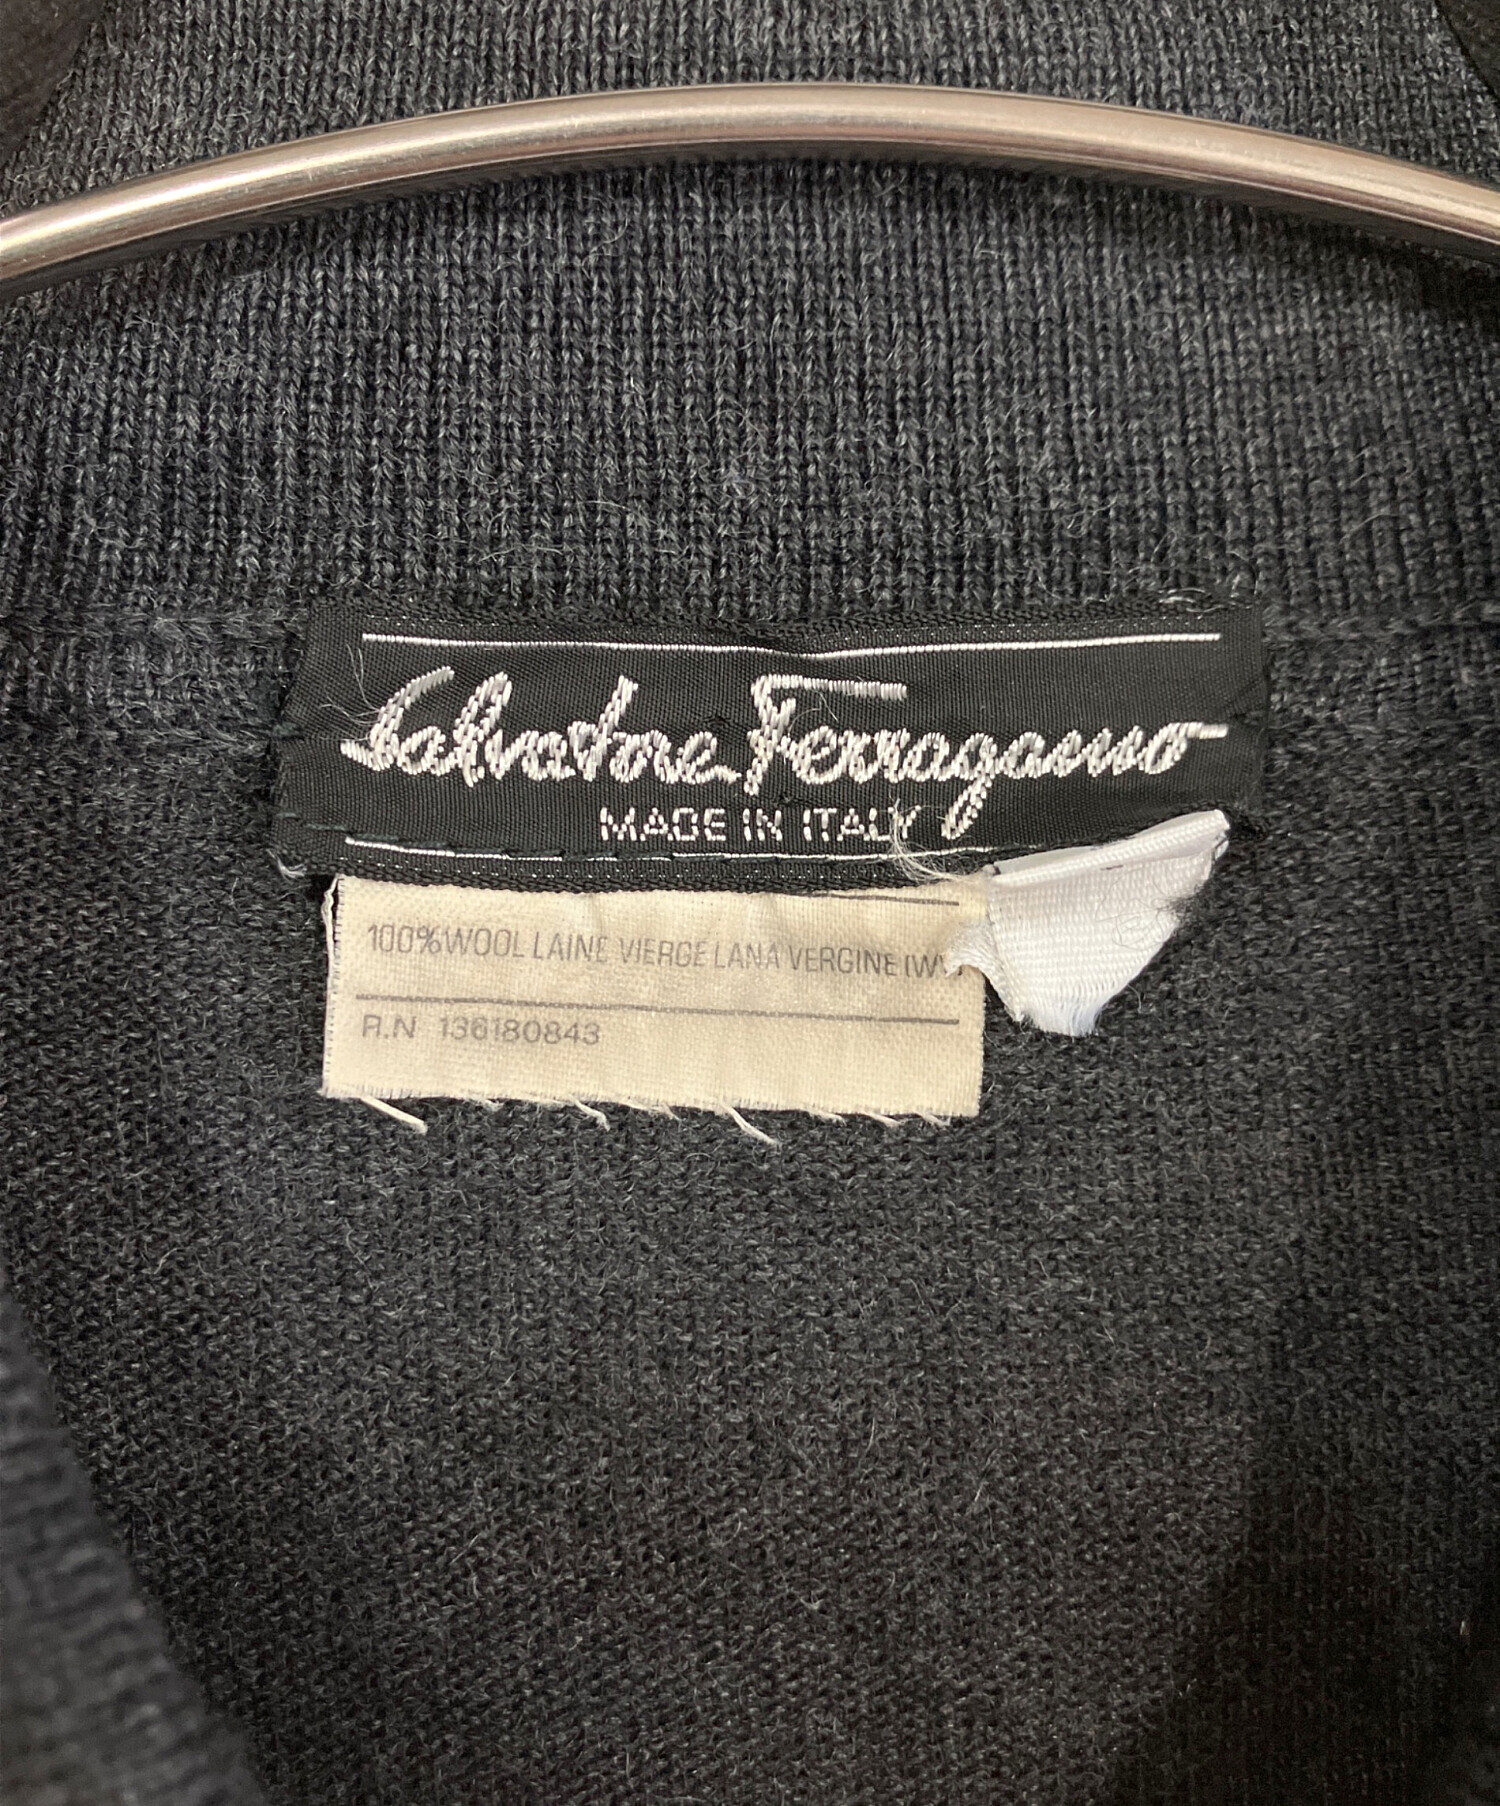 Salvatore Ferragamo
MADE IN ITALY
100% WOOL LAINE VIERGE LANA VERGINE
R.N 136180843